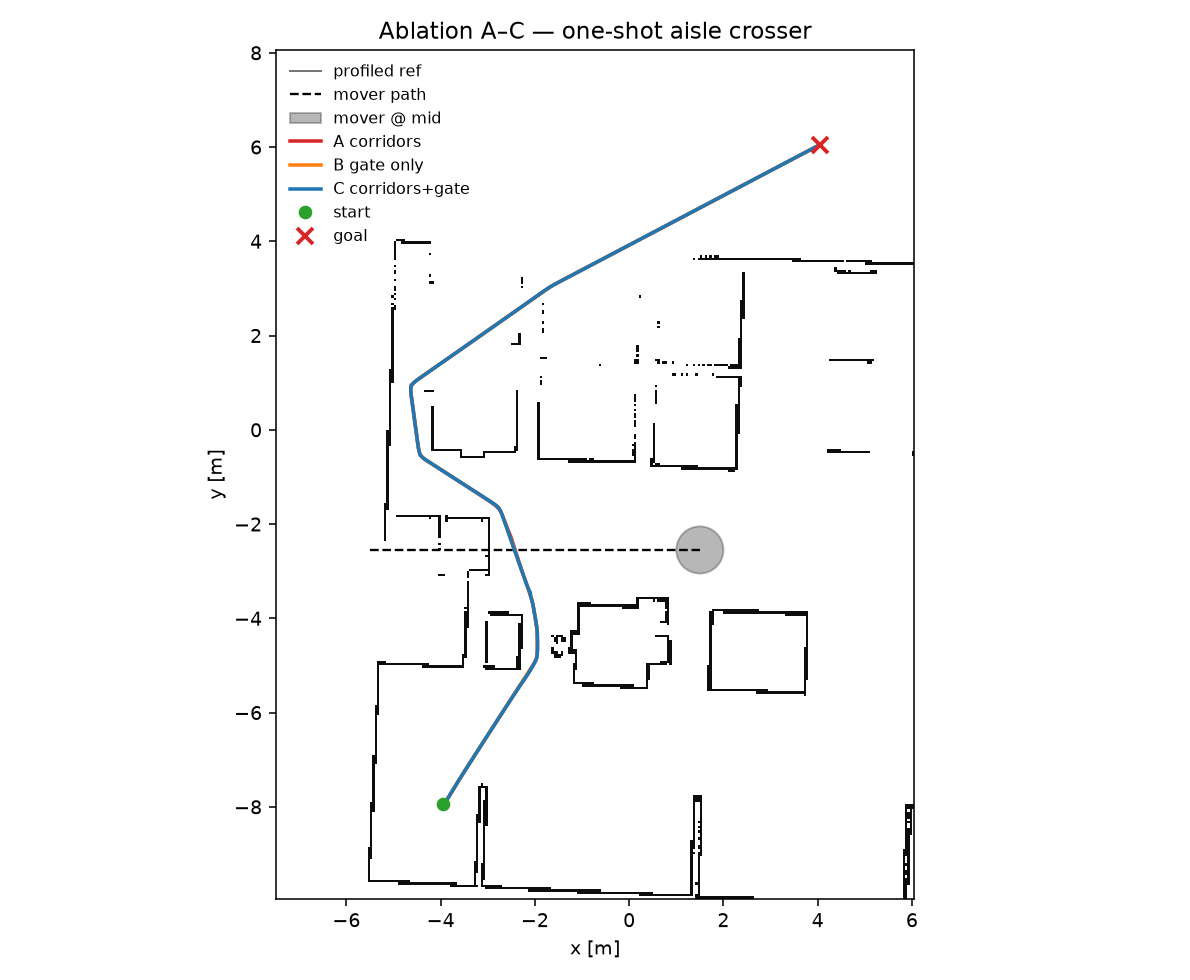 Ablation A–C — one-shot aisle crosser
profiled ref
mover path
mover @ mid
A corridors
B gate only
C corridors+gate
start
goal
8
6
4
2
0
−2
−4
−6
−8
y [m]
−6
−4
−2
0
2
4
6
x [m]